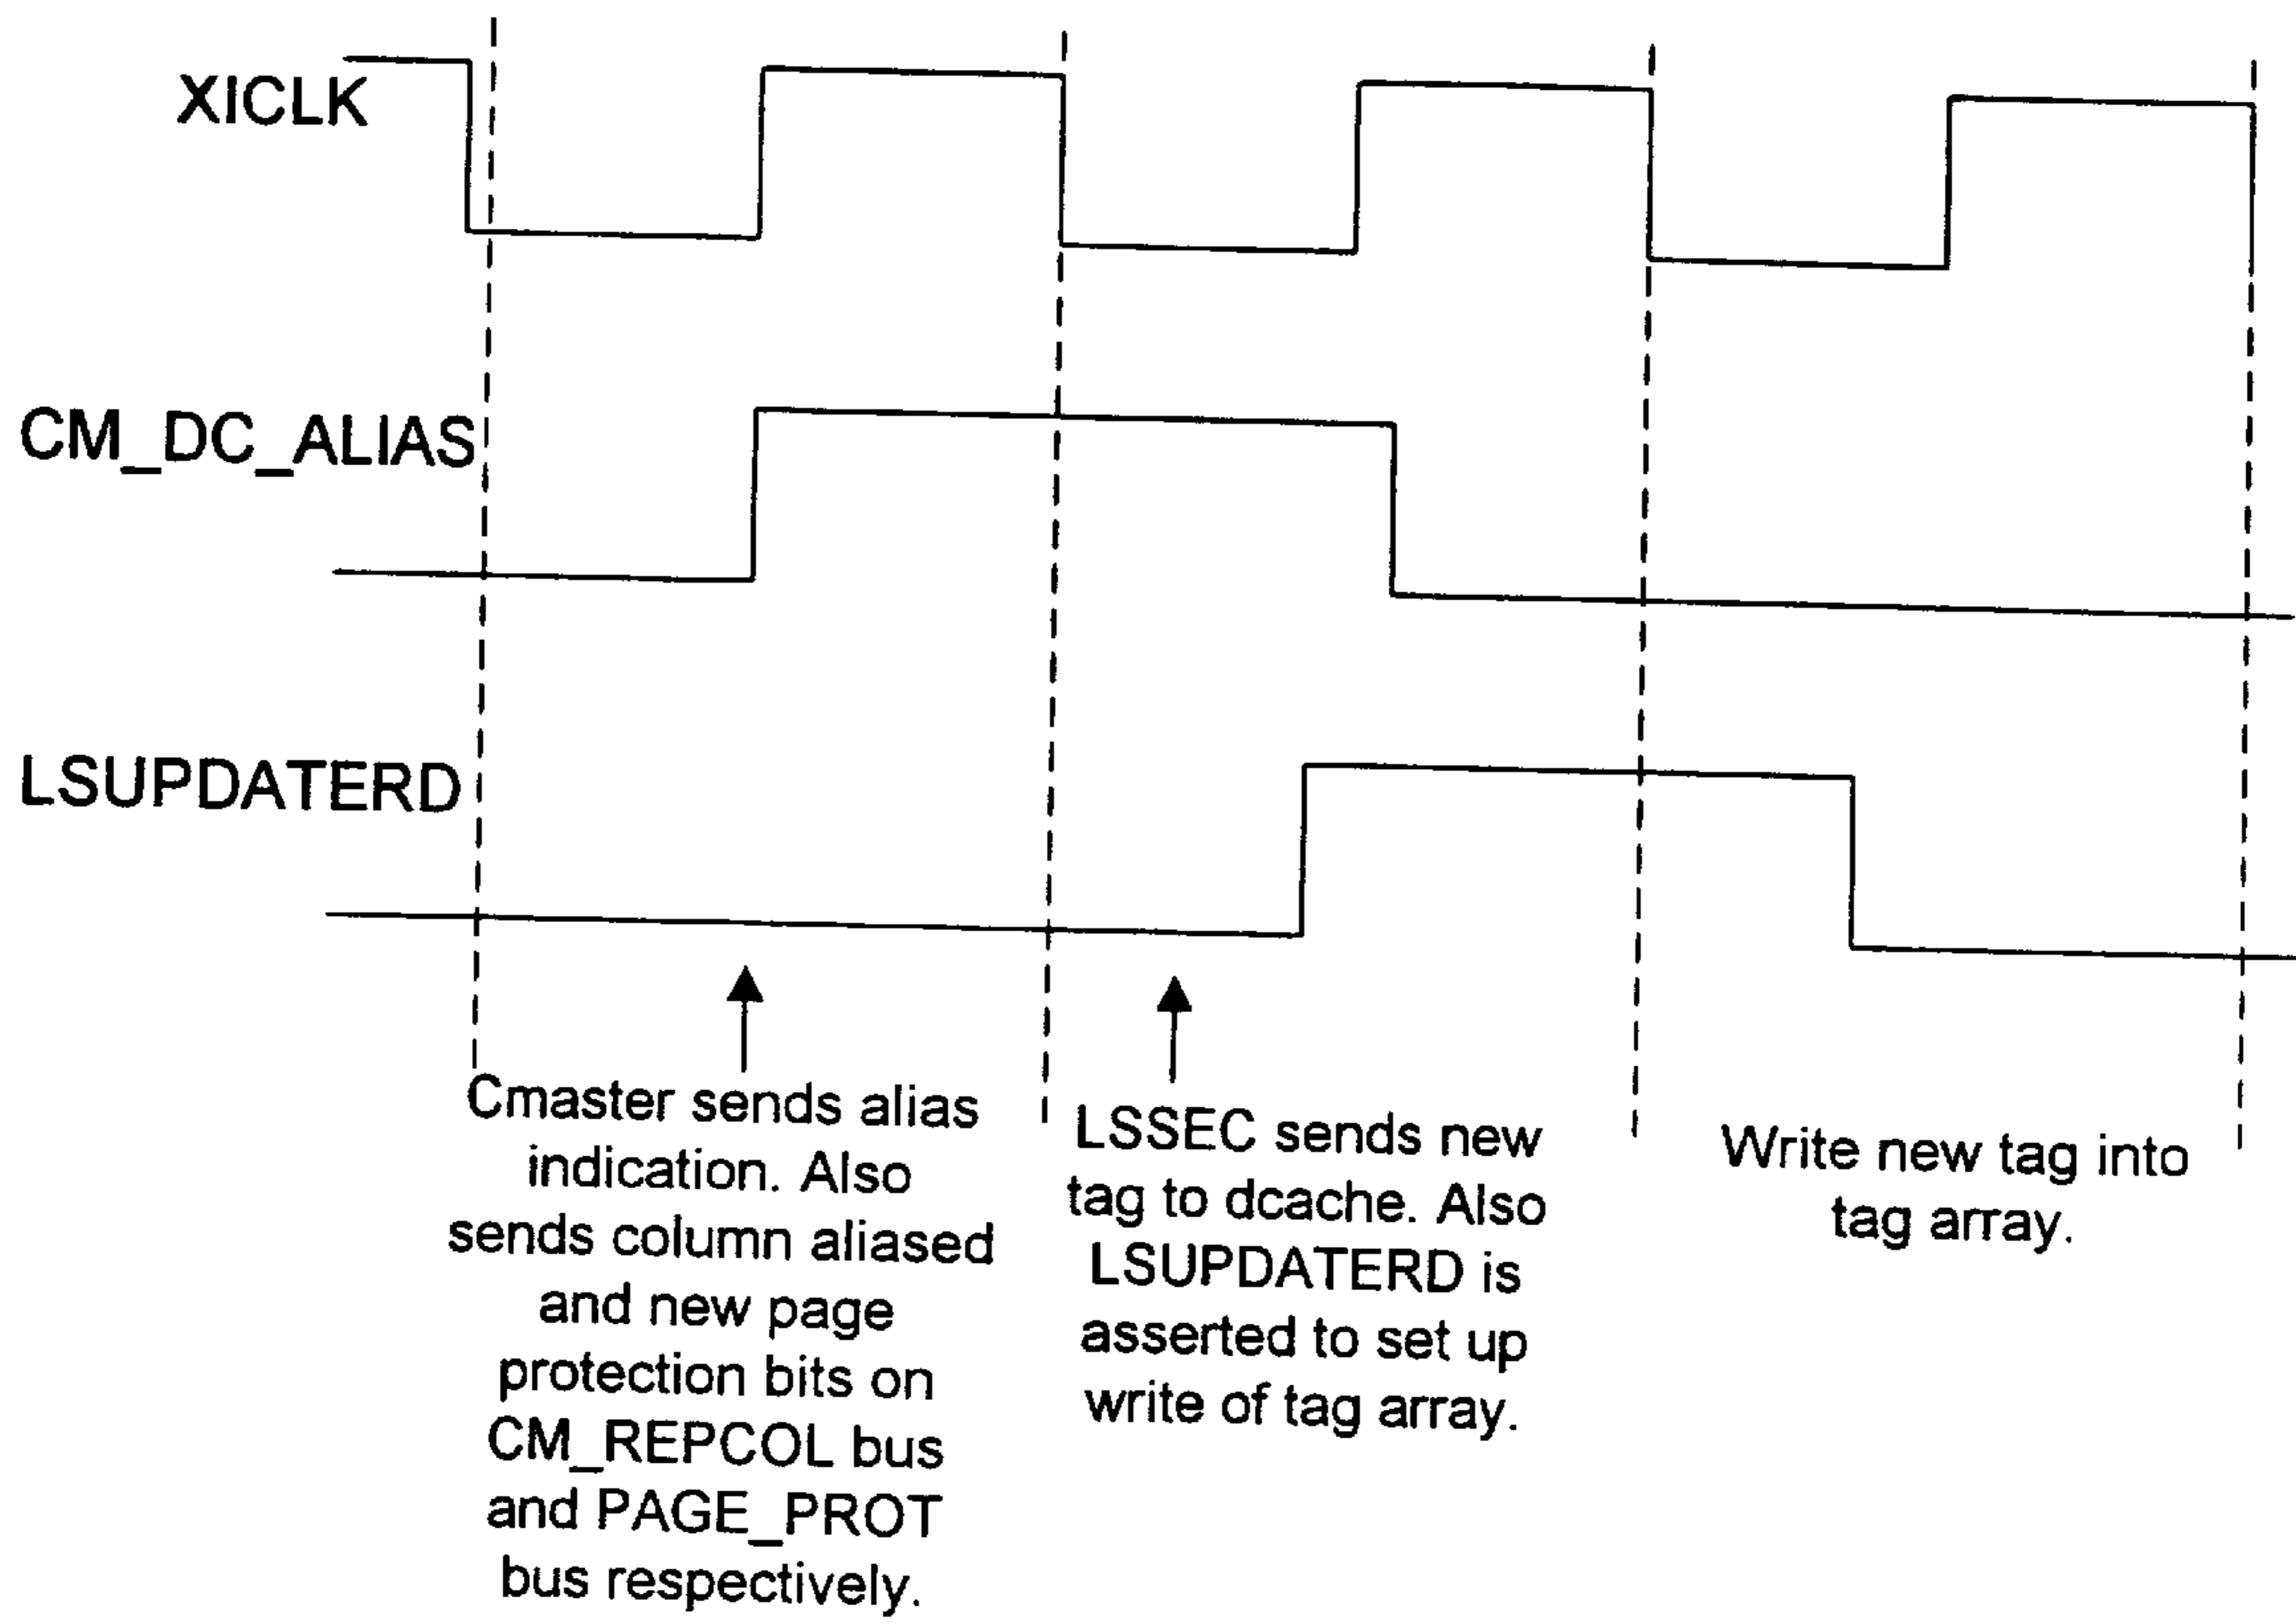 XICLK
CM_DC_ALIAS
LSUPDATERD
Cmaster sends alias
indication. Also
sends column aliased
and new page
protection bits on
CM_REPCOL bus
and PAGE_PROT
bus respectively.
LSSEC sends new
tag to dcache. Also
LSUPDATERD is
asserted to set up
write of tag array.
Write new tag into
tag array.